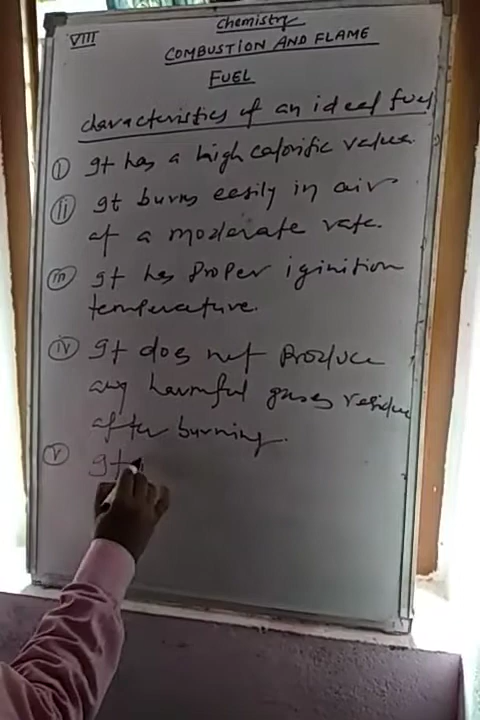 VIII
Chemistry
COMBUSTION AND FLAME
FUEL
characteristics of an ideal fuel
(i) It has a high calorific value.
(ii) It burns easily in air
at a moderate rate.
(iii) It has proper iginition
temperature.
(iv) It does not produce
any harmful gases residue
after burning.
(v) It